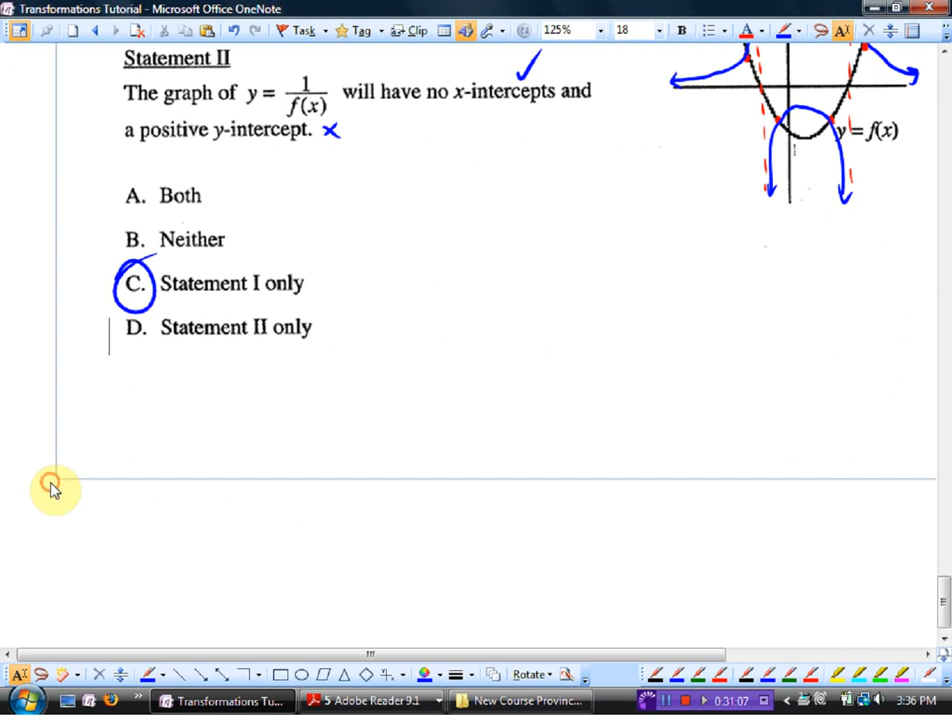 Transformations Tutorial - Microsoft Office OneNote
Task Tag Clip 125% 18 B A A
Statement II
The graph of y = 1/f(x) will have no x-intercepts and
a positive y-intercept. ×
y = f(x)
A. Both
B. Neither
C. Statement I only
D. Statement II only
Rotate
Transformations Tu... 5 Adobe Reader 9.1 New Course Provinc... 31:07 3:36 PM